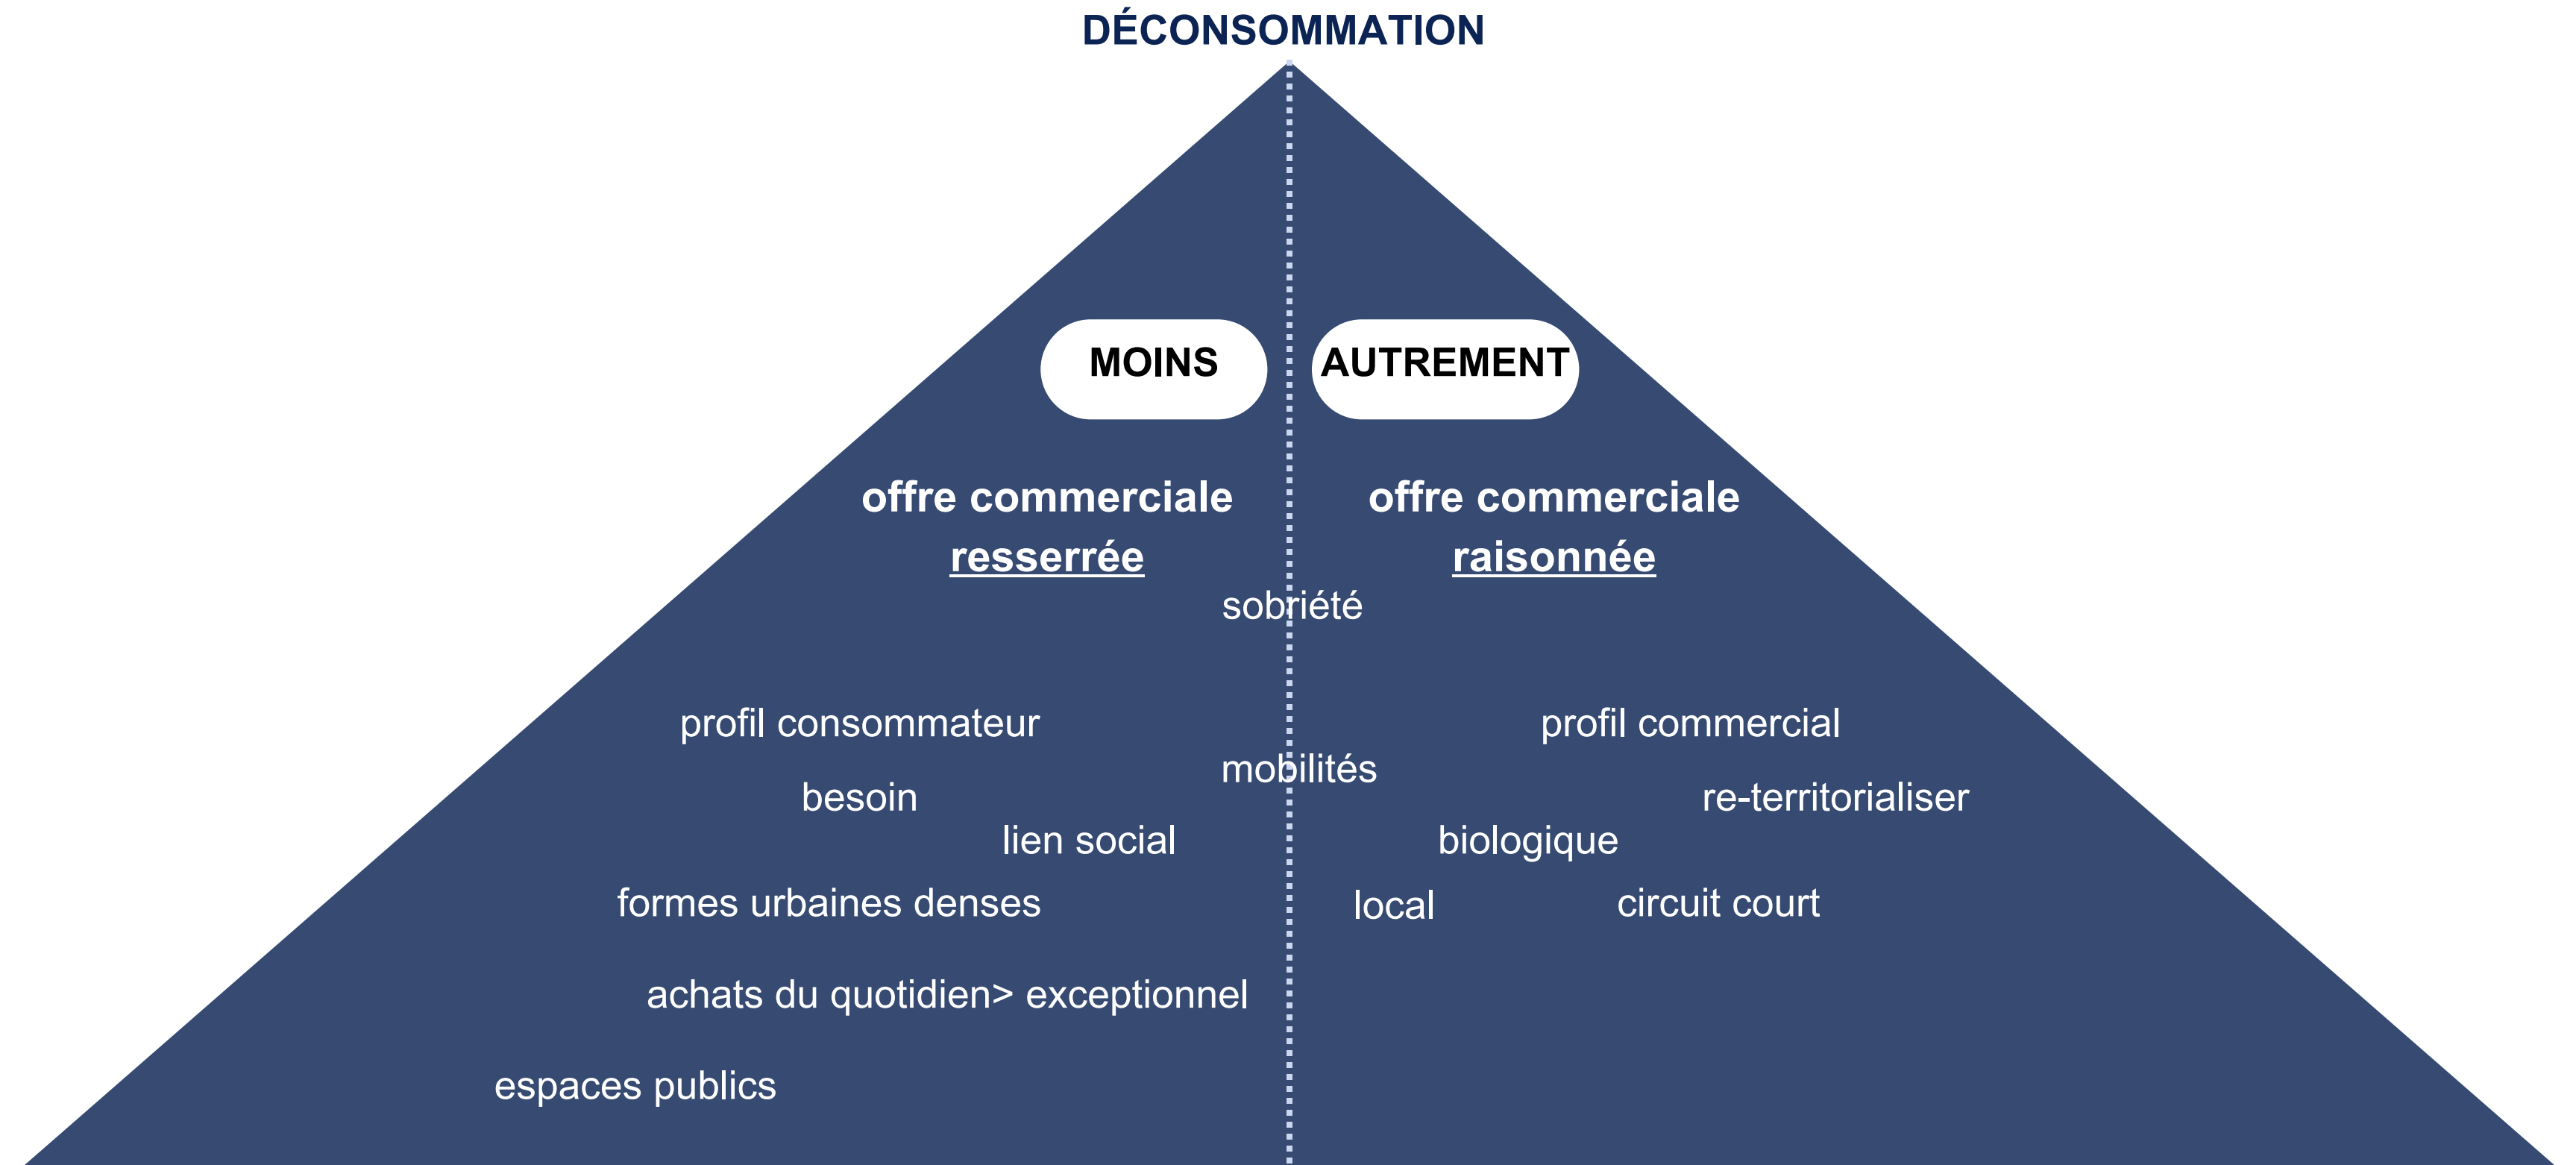 DÉCONSOMMATION
MOINS
AUTREMENT
offre commerciale
resserrée
offre commerciale
raisonnée
sobriété
profil consommateur
profil commercial
mobilités
besoin
re-territorialiser
lien social
biologique
formes urbaines denses
local
circuit court
achats du quotidien> exceptionnel
espaces publics